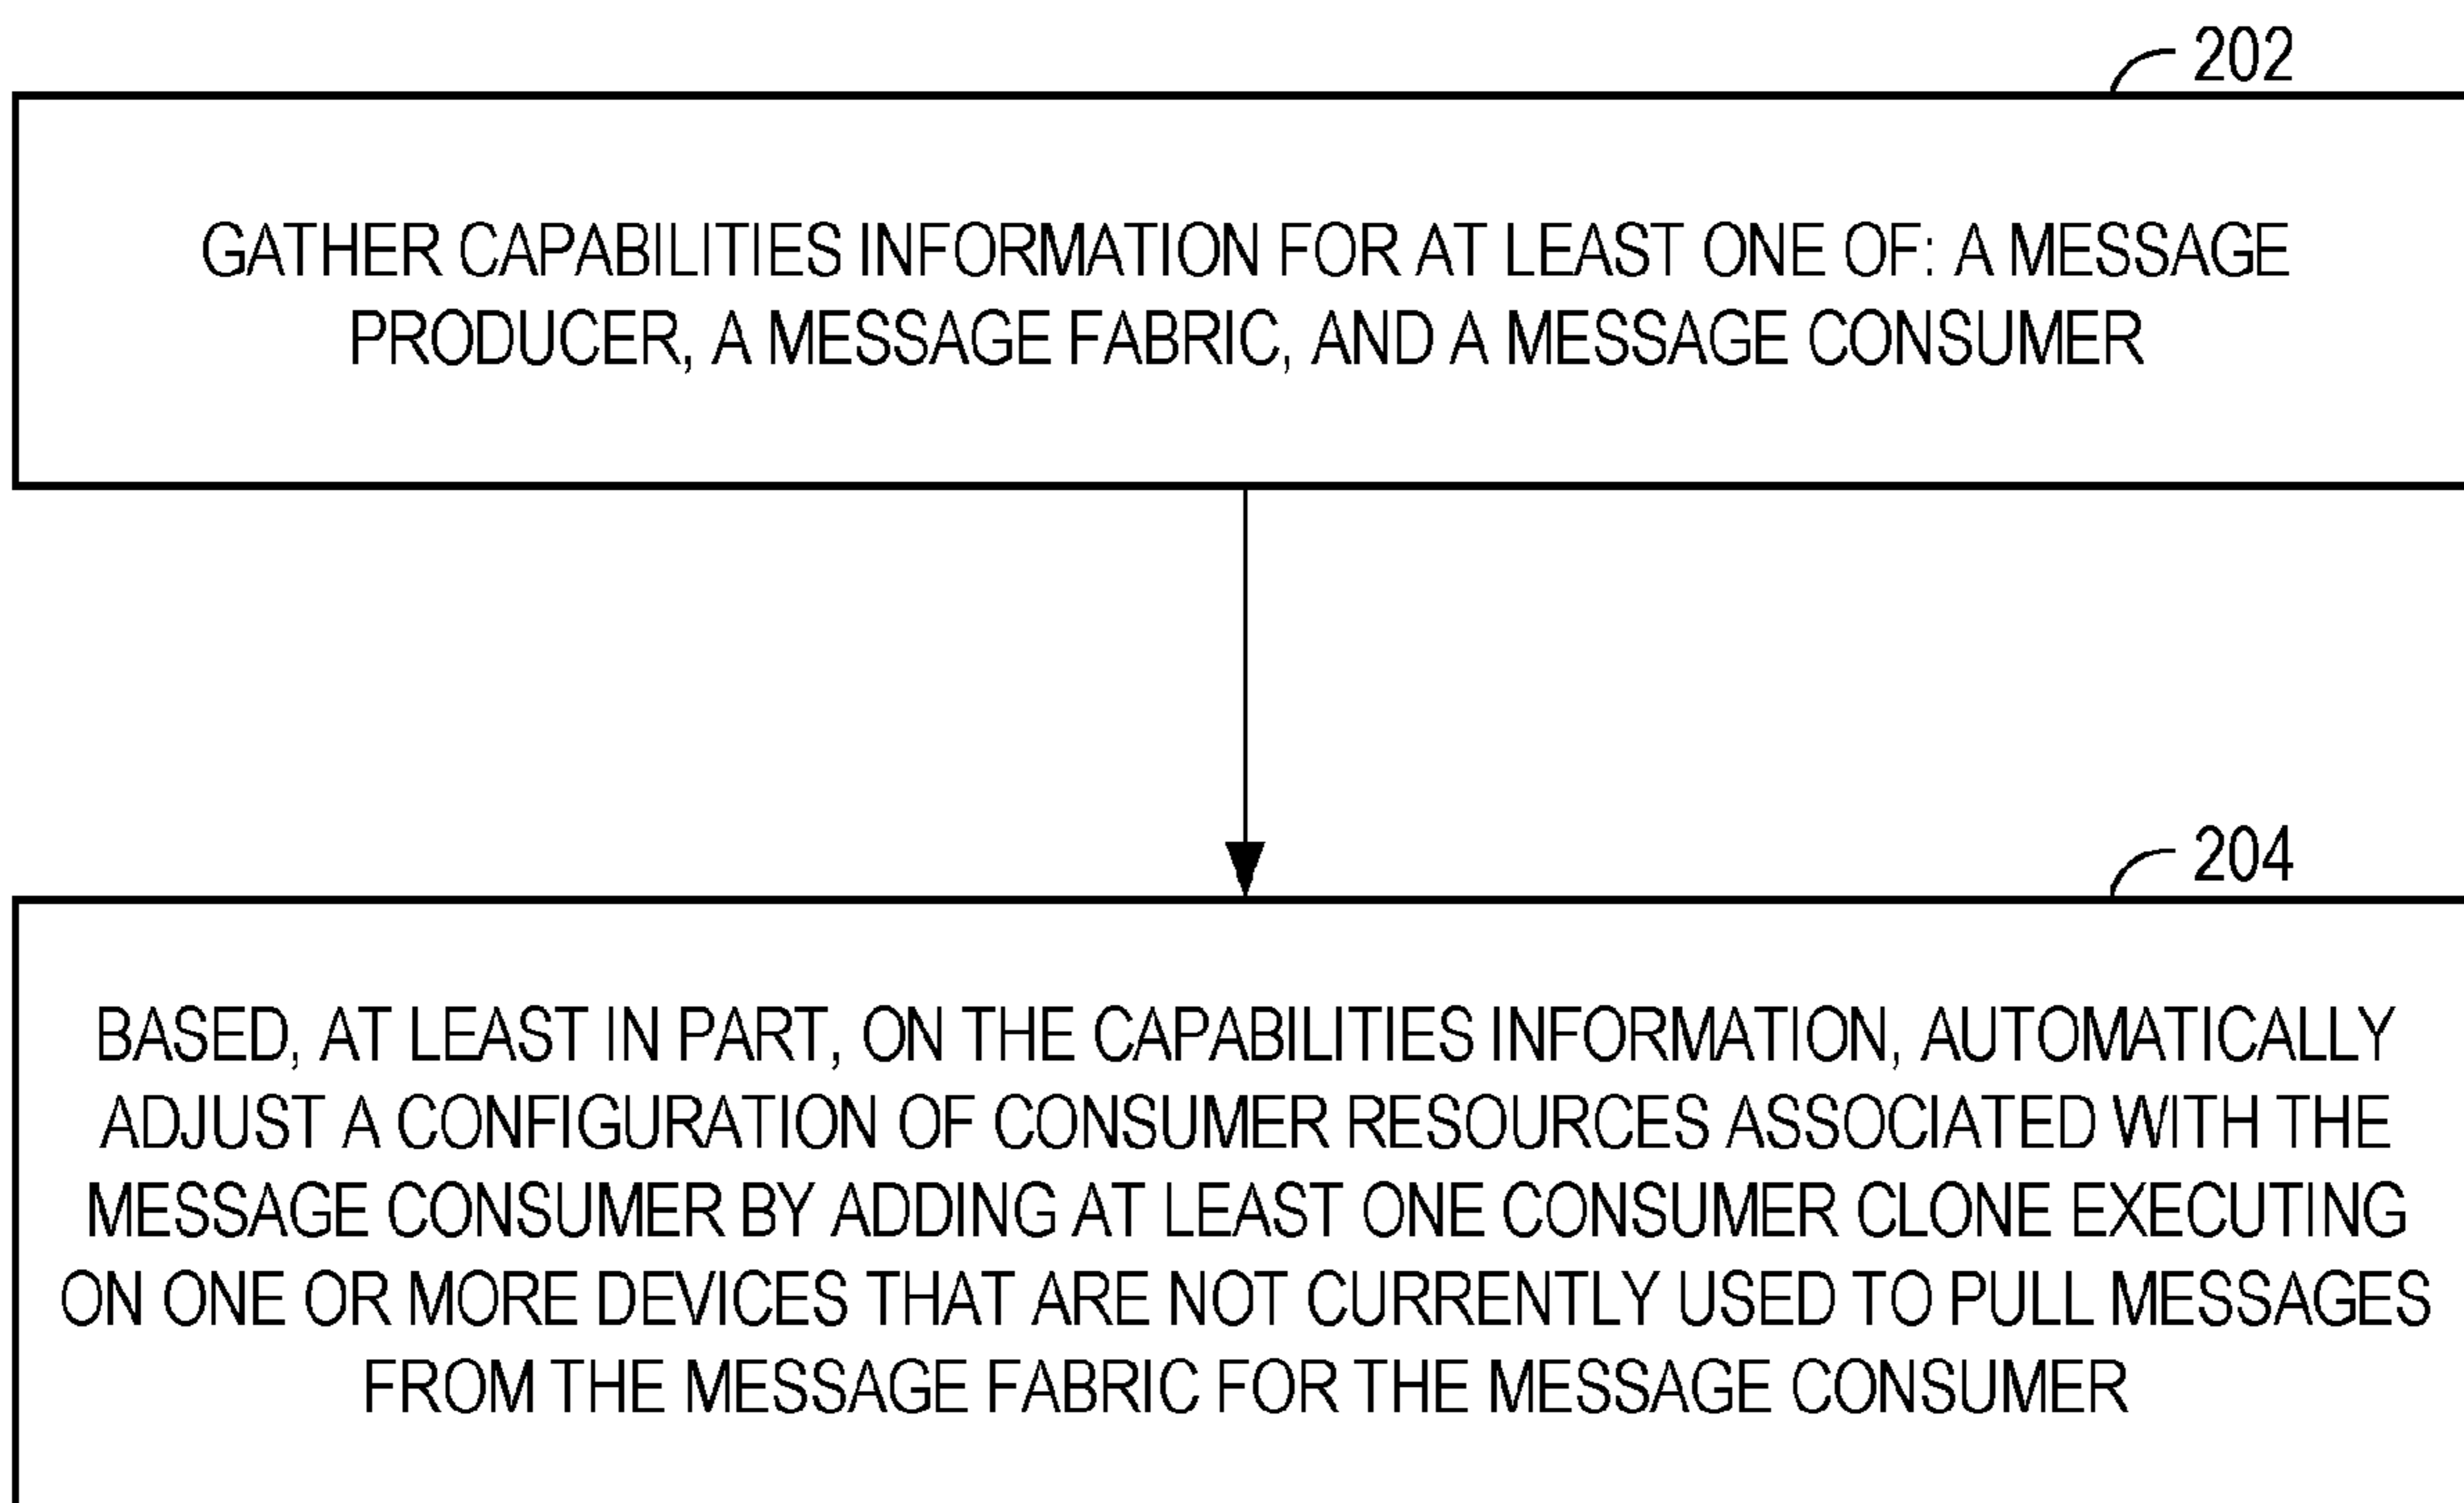 202
GATHER CAPABILITIES INFORMATION FOR AT LEAST ONE OF: A MESSAGE
PRODUCER, A MESSAGE FABRIC, AND A MESSAGE CONSUMER
204
BASED, AT LEAST IN PART, ON THE CAPABILITIES INFORMATION, AUTOMATICALLY
ADJUST A CONFIGURATION OF CONSUMER RESOURCES ASSOCIATED WITH THE
MESSAGE CONSUMER BY ADDING AT LEAST ONE CONSUMER CLONE EXECUTING
ON ONE OR MORE DEVICES THAT ARE NOT CURRENTLY USED TO PULL MESSAGES
FROM THE MESSAGE FABRIC FOR THE MESSAGE CONSUMER